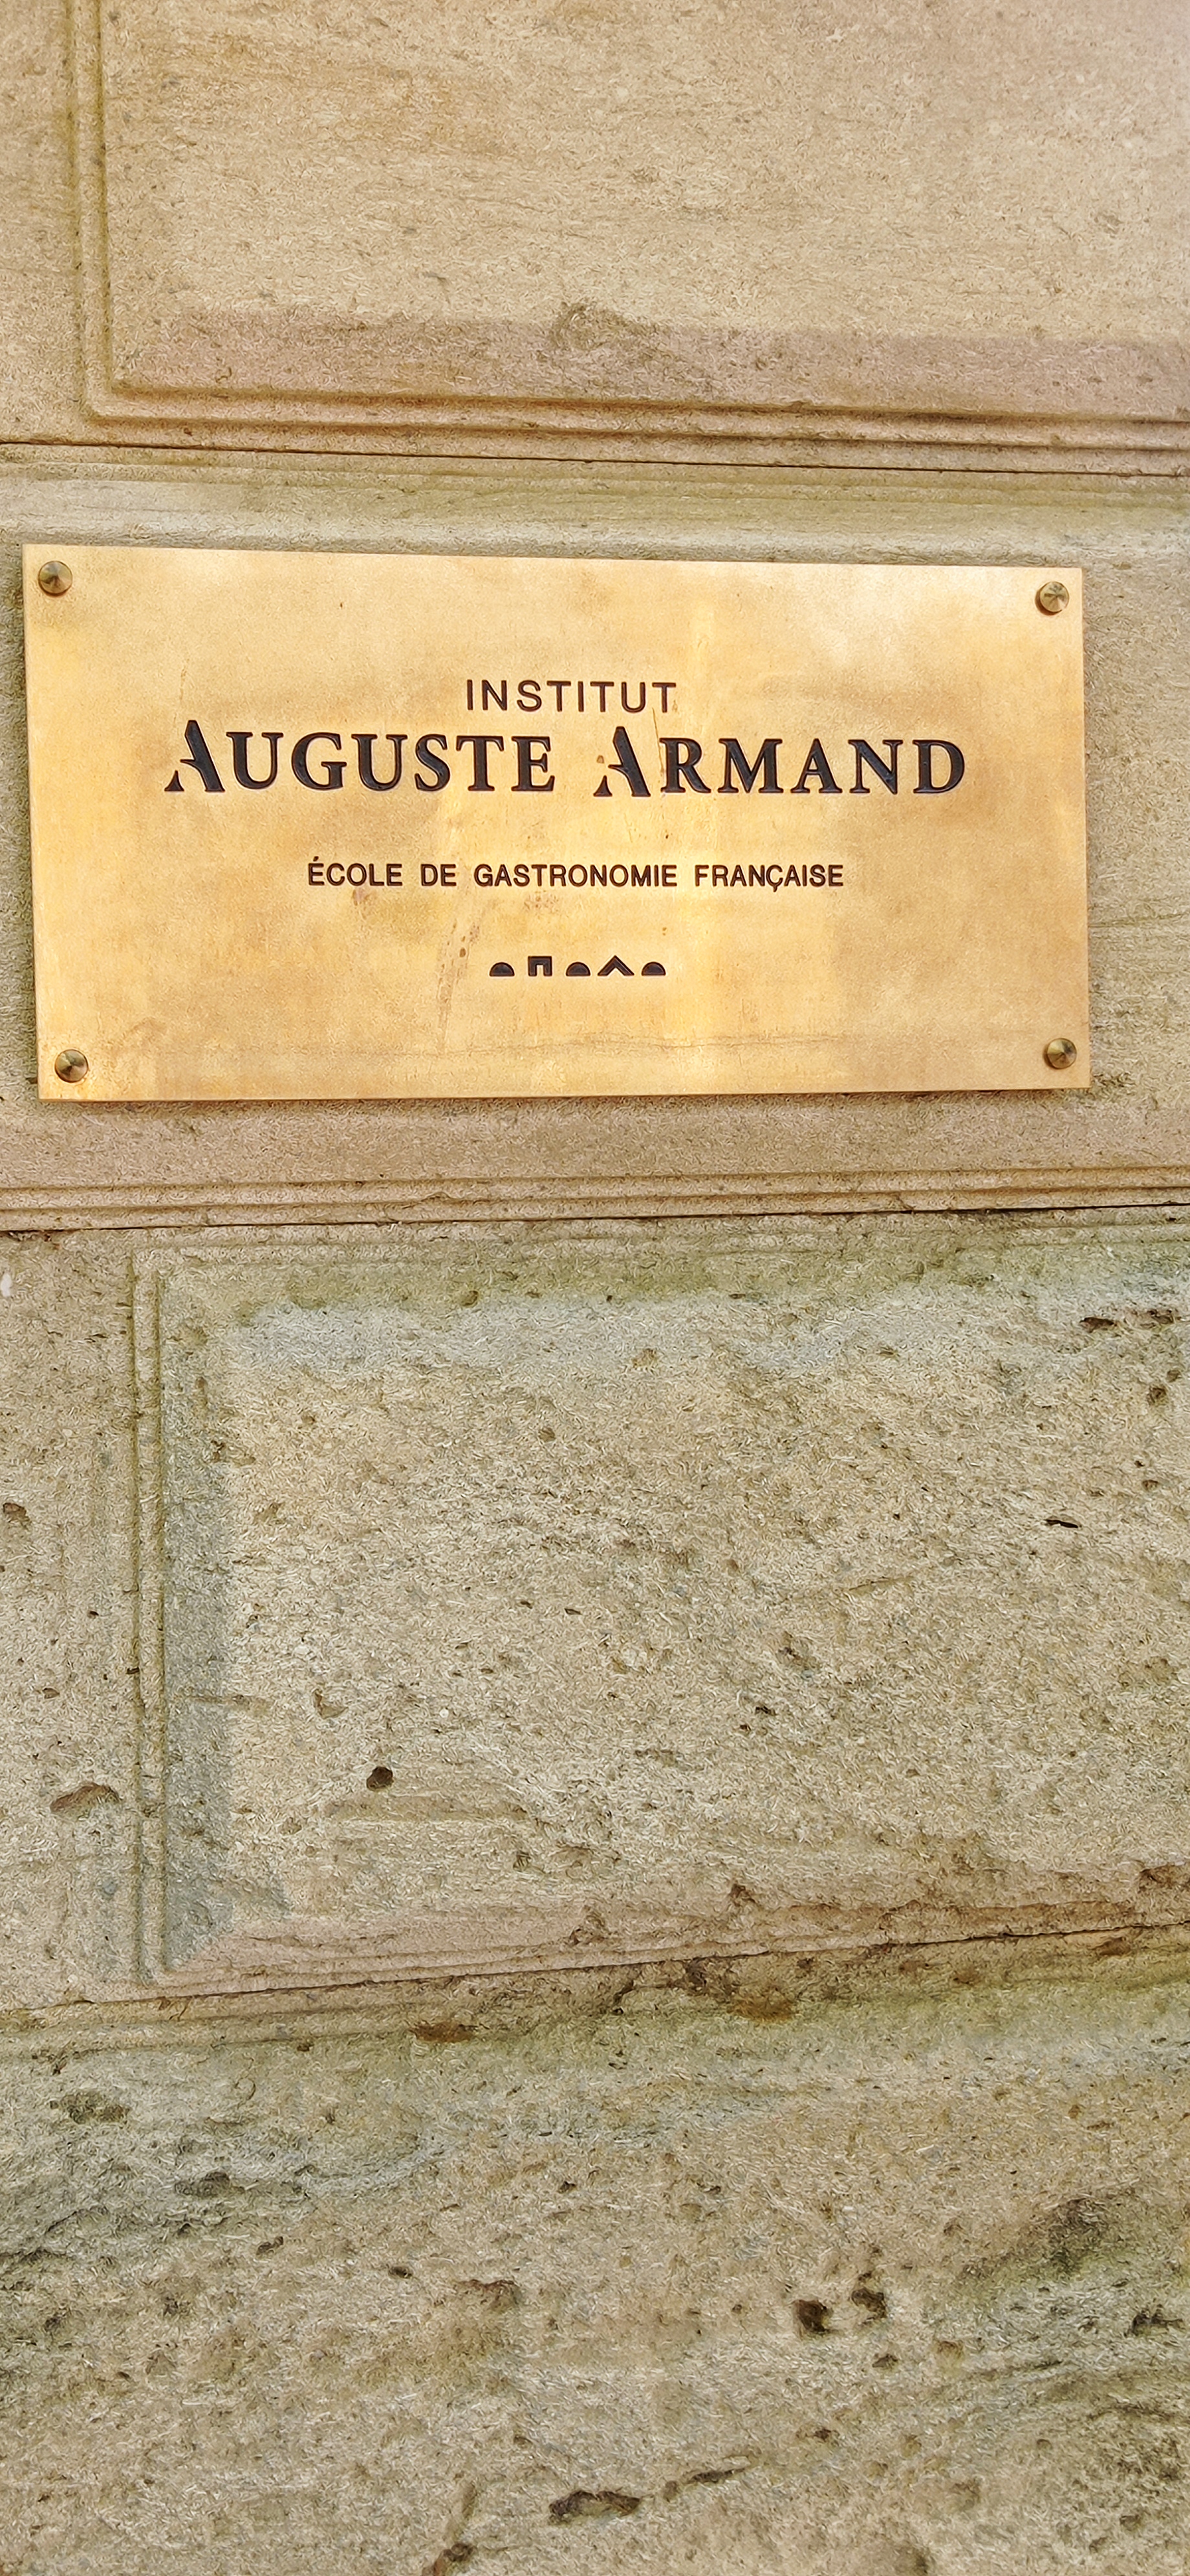 INSTITUT
AUGUSTE ARMAND
ÉCOLE DE GASTRONOMIE FRANÇAISE